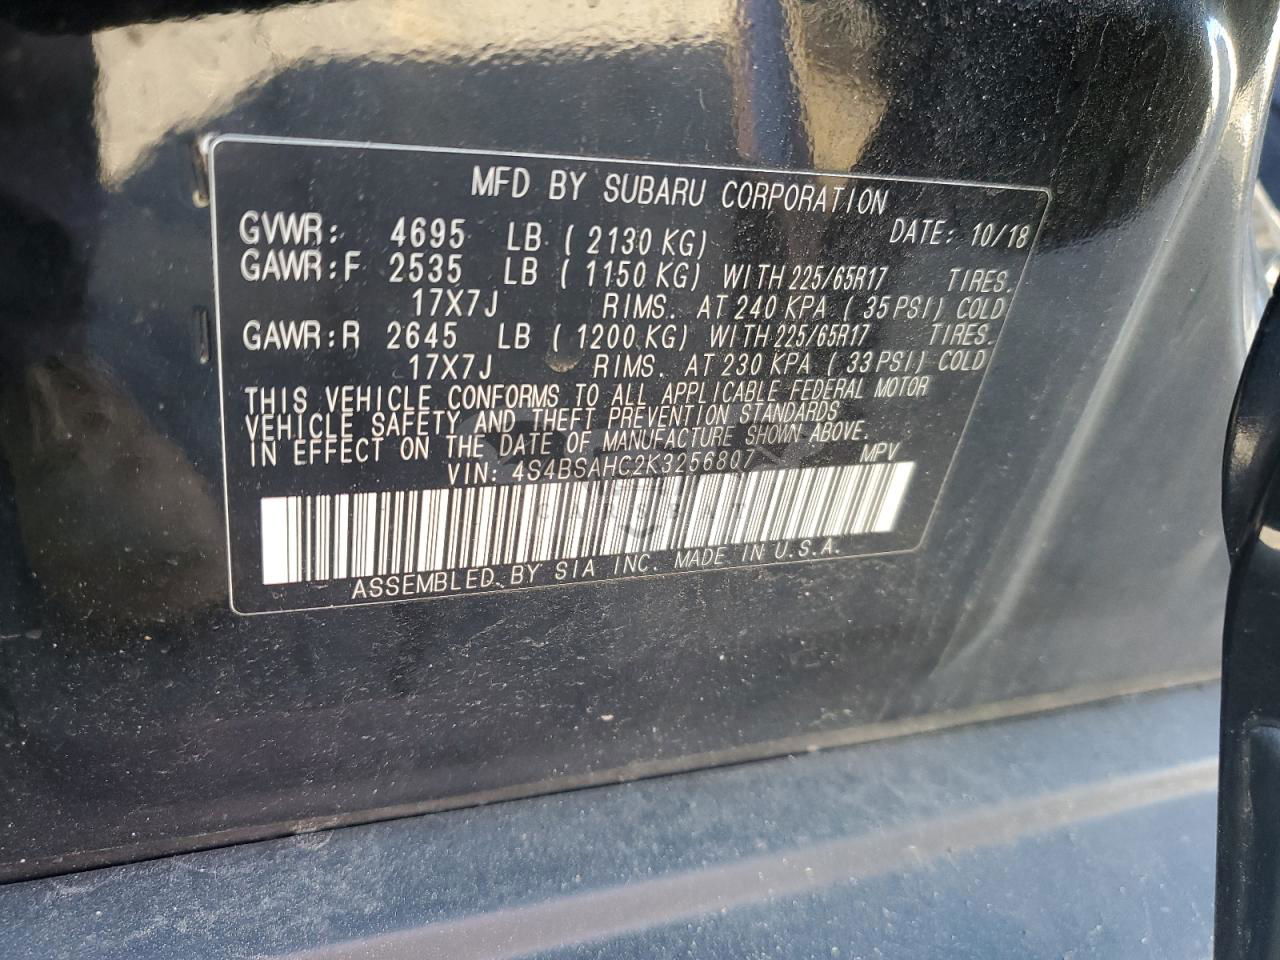 MFD BY SUBARU CORPORATION
GVWR: 4695 LB ( 2130 KG) DATE: 10/18
GAWR:F 2535 LB ( 1150 KG) WITH 225/65R17 TIRES.
17X7J RIMS. AT 240 KPA ( 35 PSI) COLD
GAWR:R 2645 LB ( 1200 KG) WITH 225/65R17 TIRES.
17X7J RIMS. AT 230 KPA ( 33 PSI) COLD
THIS VEHICLE CONFORMS TO ALL APPLICABLE FEDERAL MOTOR
VEHICLE SAFETY AND THEFT PREVENTION STANDARDS
IN EFFECT ON THE DATE OF MANUFACTURE SHOWN ABOVE.
VIN: 4S4BSAHC2K3256807 MPV
ASSEMBLED BY SIA INC. MADE IN U.S.A.